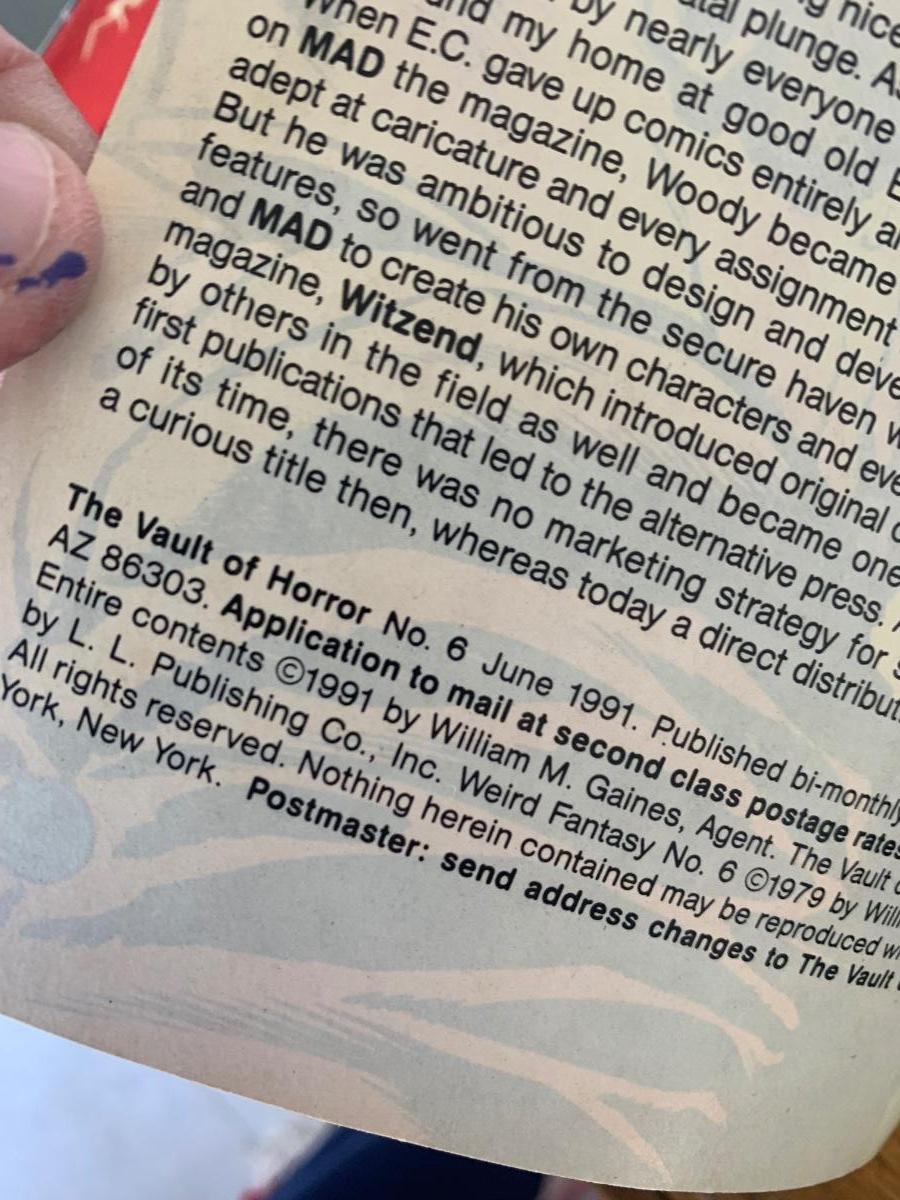 ng nice
atal plunge. As
by nearly everyone
and my home at good old E
When E.C. gave up comics entirely a
on MAD the magazine, Woody became
adept at caricature and every assignment
But he was ambitious to design and deve
features, so went from the secure haven w
and MAD to create his own characters and eve
magazine, Witzend, which introduced original
by others in the field as well and became one
first publications that led to the alternative press.
of its time, there was no marketing strategy for s
a curious title then, whereas today a direct distribut
The Vault of Horror No. 6 June 1991. Published bi-monthly
AZ 86303. Application to mail at second class postage rates
Entire contents ©1991 by William M. Gaines, Agent. The Vault o
by L. L. Publishing Co., Inc. Weird Fantasy No. 6 ©1979 by Willi
All rights reserved. Nothing herein contained may be reproduced wi
York, New York. Postmaster: send address changes to The Vault